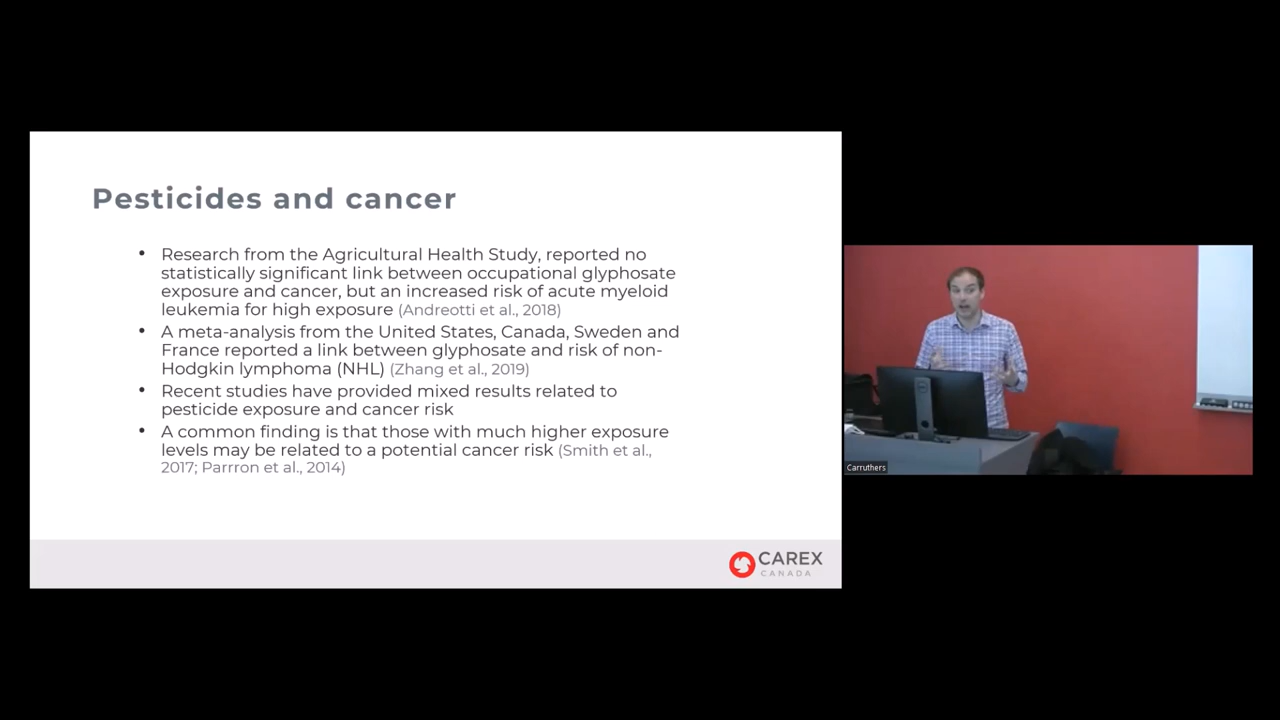 Pesticides and cancer
• Research from the Agricultural Health Study, reported no
statistically significant link between occupational glyphosate
exposure and cancer, but an increased risk of acute myeloid
leukemia for high exposure (Andreotti et al., 2018)
• A meta-analysis from the United States, Canada, Sweden and
France reported a link between glyphosate and risk of non-
Hodgkin lymphoma (NHL) (Zhang et al., 2019)
• Recent studies have provided mixed results related to
pesticide exposure and cancer risk
• A common finding is that those with much higher exposure
levels may be related to a potential cancer risk (Smith et al.,
2017; Parrron et al., 2014)
CAREX
CANADA
Carruthers